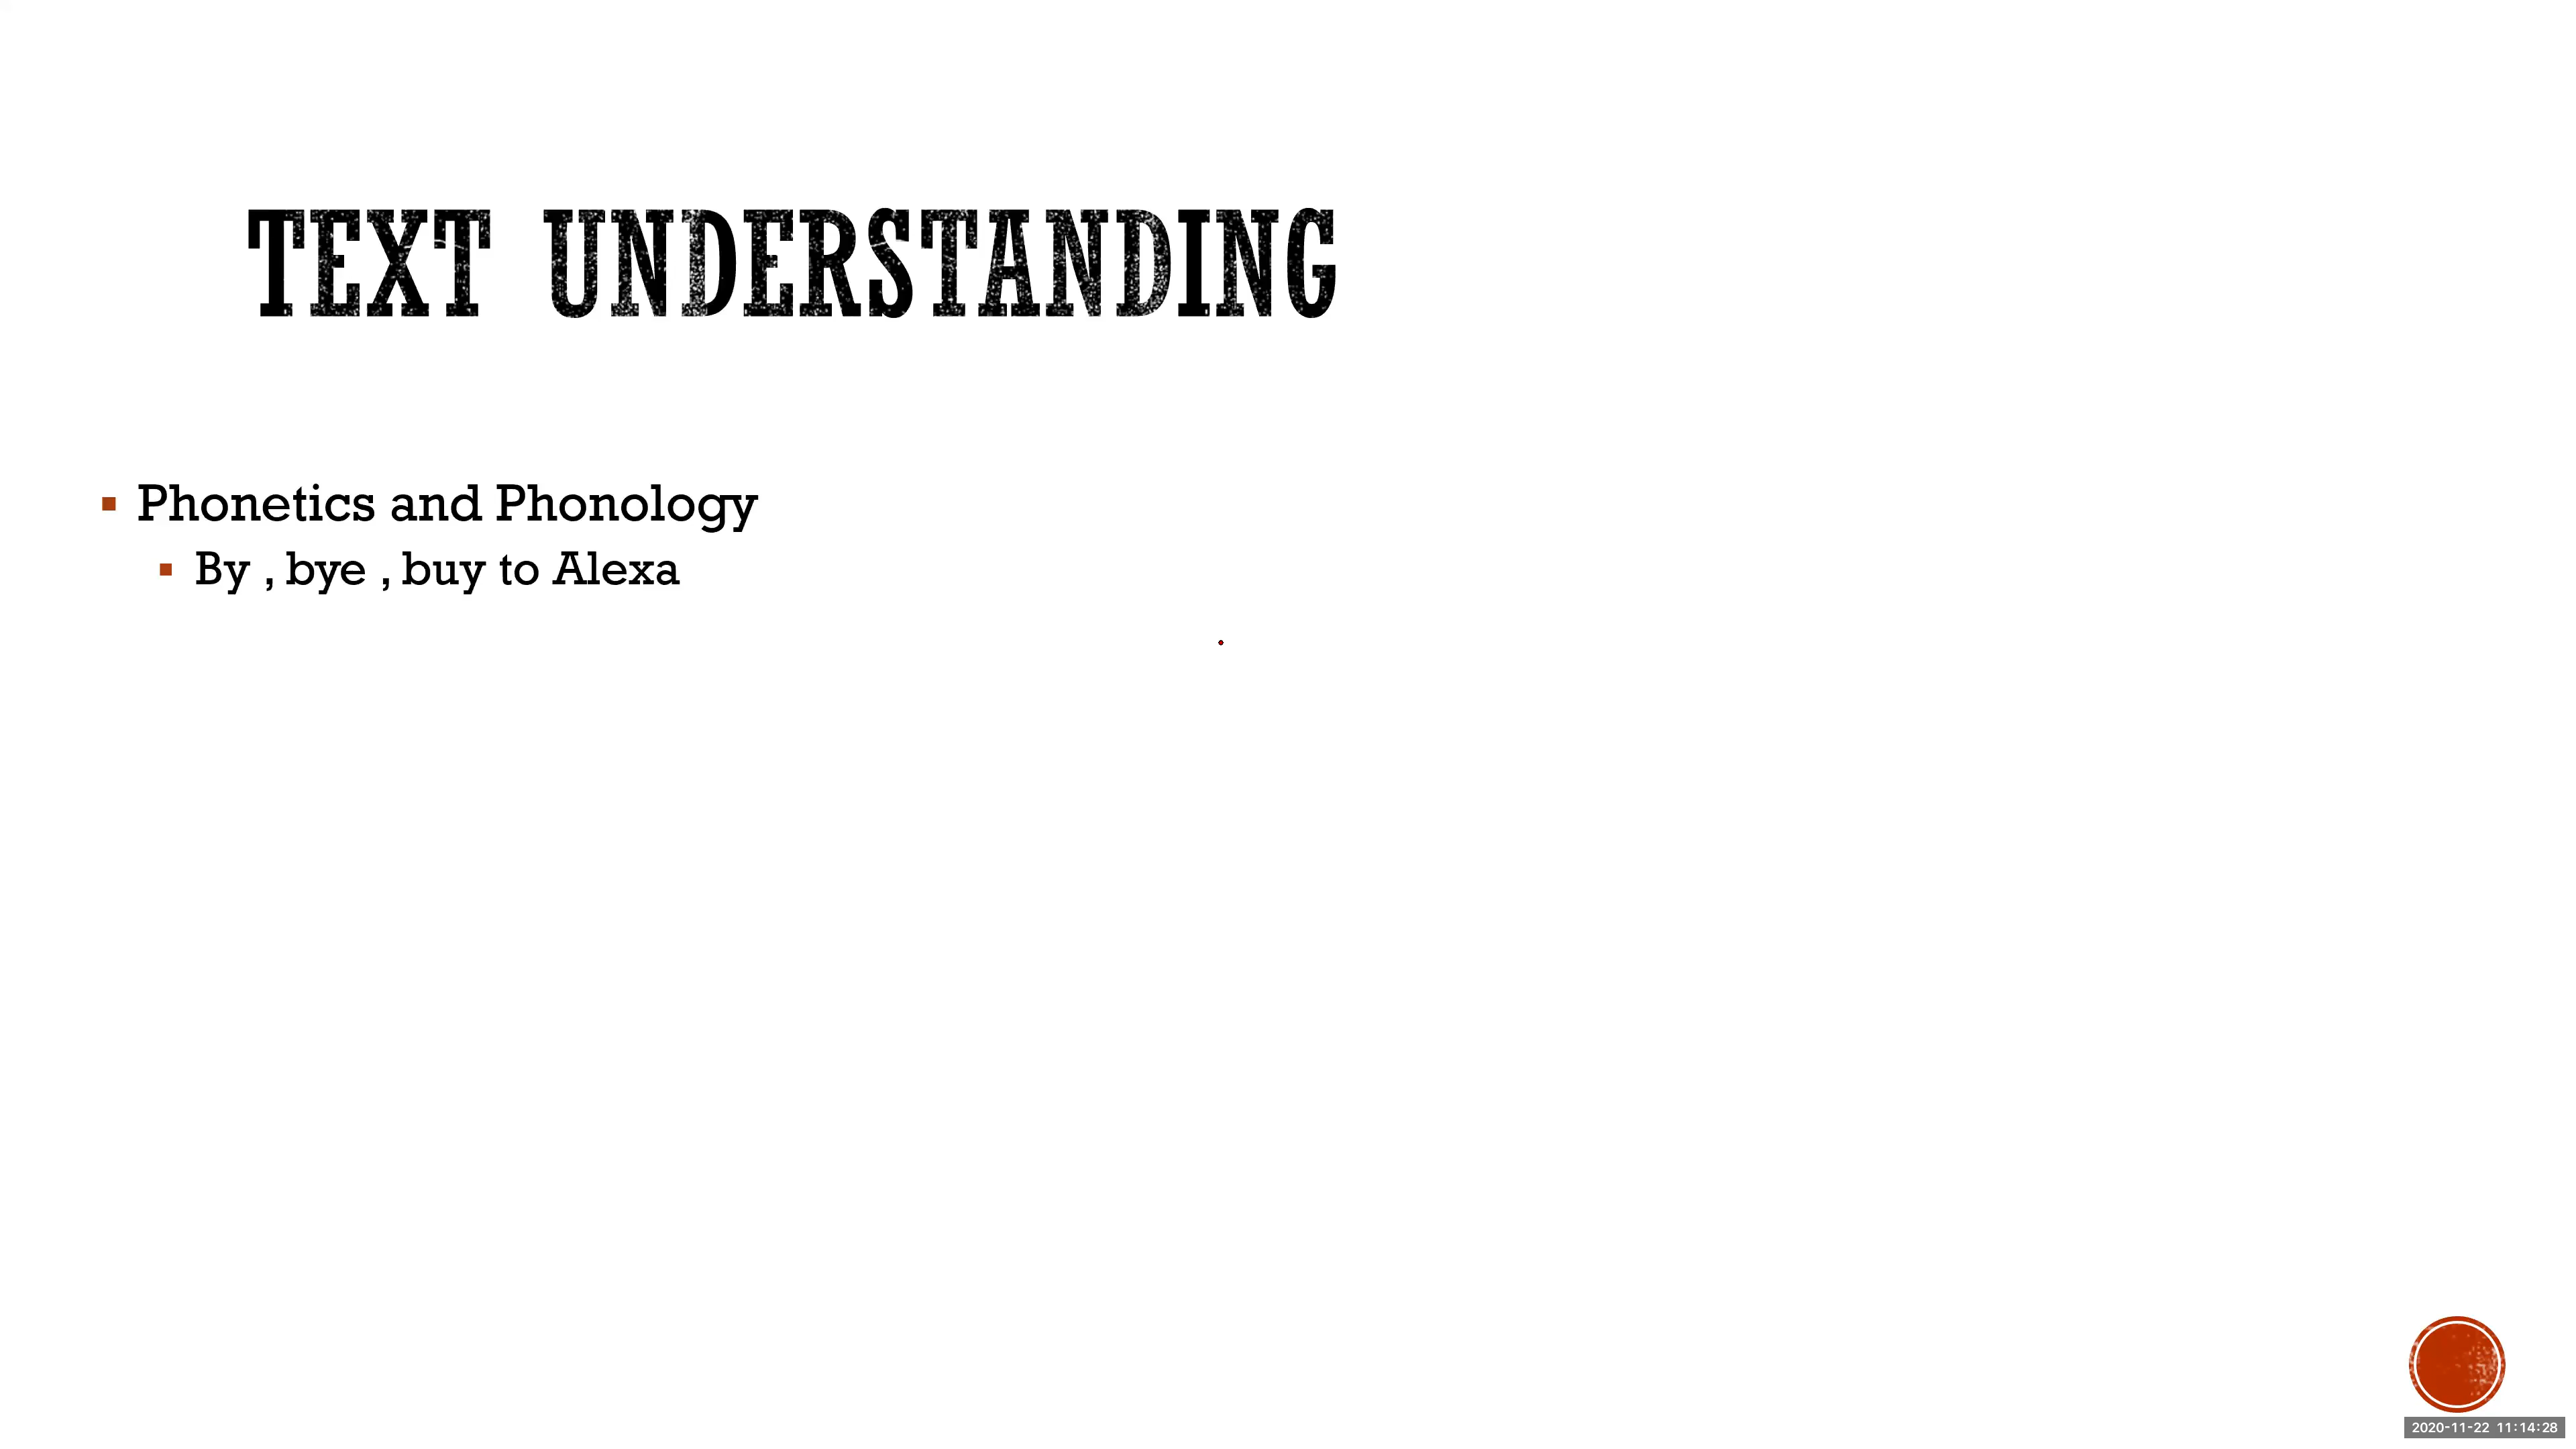 TEXT UNDERSTANDING
Phonetics and Phonology
By , bye , buy to Alexa
2020-11-22 11:14:28